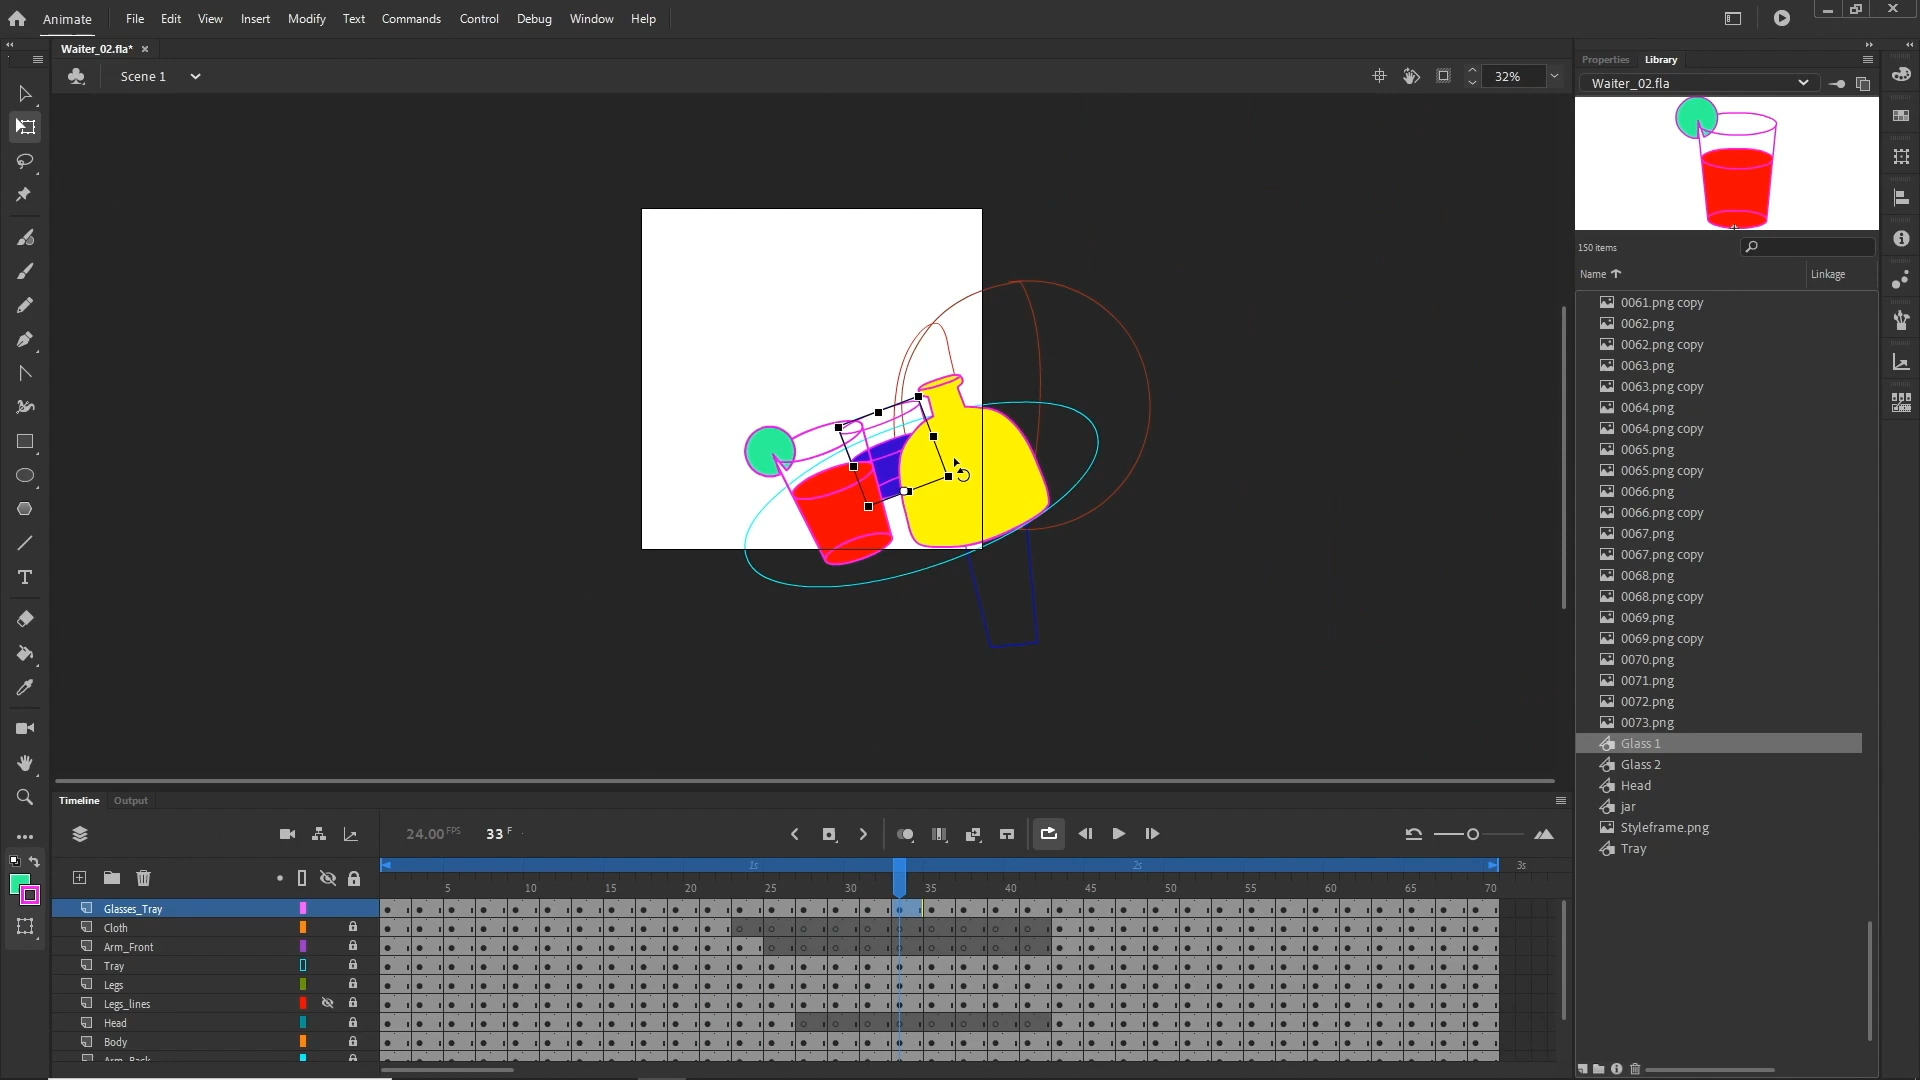 Animate File Edit View Insert Modify Text Commands Control Debug Window Help
Waiter_02.fla*
Scene 1
32%
Properties Library
Waiter_02.fla
150 items
Name Linkage
0061.png copy
0062.png
0062.png copy
0063.png
0063.png copy
0064.png
0064.png copy
0065.png
0065.png copy
0066.png
0066.png copy
0067.png
0067.png copy
0068.png
0068.png copy
0069.png
0069.png copy
0070.png
0071.png
0072.png
0073.png
Glass 1
Glass 2
Head
jar
Styleframe.png
Tray
Timeline Output
24.00 FPS 33 F
1s 2s 3s
5 10 15 20 25 30 35 40 45 50 55 60 65 70
Glasses_Tray
Cloth
Arm_Front
Tray
Legs
Legs_lines
Head
Body
Arm_Back